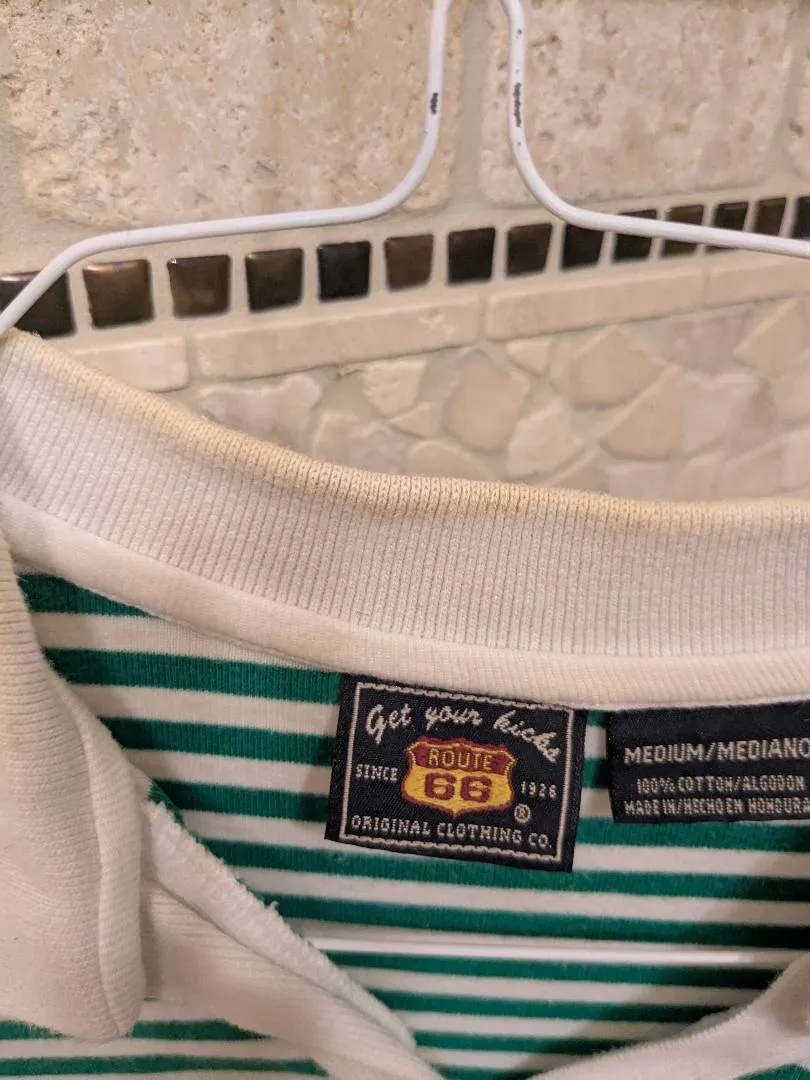 Get your kicks
ROUTE
66
SINCE 1926
®
ORIGINAL CLOTHING CO.
MEDIUM/MEDIANO
100% COTTON/ALGODON
MADE IN/HECHO EN HONDURA